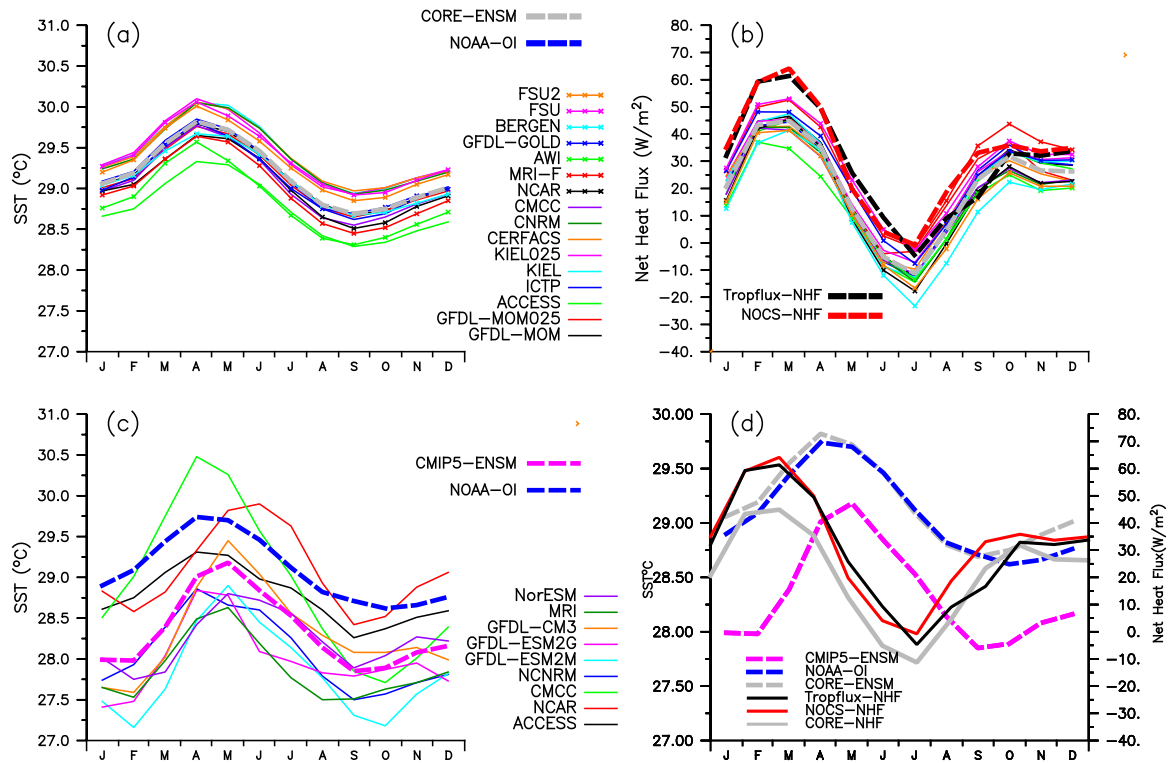 (a)
CORE-ENSM
NOAA-OI
SST (ºC)
31.0
30.5
30.0
29.5
29.0
28.5
28.0
27.5
27.0
J F M A M J J A S O N D
FSU2
FSU
BERGEN
GFDL-GOLD
AWI
MRI-F
NCAR
CMCC
CNRM
CERFACS
KIEL025
KIEL
ICTP
ACCESS
GFDL-MOM025
GFDL-MOM
(b)
Net Heat Flux (W/m²)
80.
70.
60.
50.
40.
30.
20.
10.
0.
-10.
-20.
-30.
-40.
Tropflux-NHF
NOCS-NHF
J F M A M J J A S O N D
(c)
CMIP5-ENSM
NOAA-OI
SST (ºC)
31.0
30.5
30.0
29.5
29.0
28.5
28.0
27.5
27.0
J F M A M J J A S O N D
NorESM
MRI
GFDL-CM3
GFDL-ESM2G
GFDL-ESM2M
NCNRM
CMCC
NCAR
ACCESS
(d)
SSTºC
30.00
29.50
29.00
28.50
28.00
27.50
27.00
CMIP5-ENSM
NOAA-OI
CORE-ENSM
Tropflux-NHF
NOCS-NHF
CORE-NHF
J F M A M J J A S O N D
80.
70.
60.
50.
40.
30.
20.
10.
0.
-10.
-20.
-30.
-40.
Net Heat Flux(W/m²)